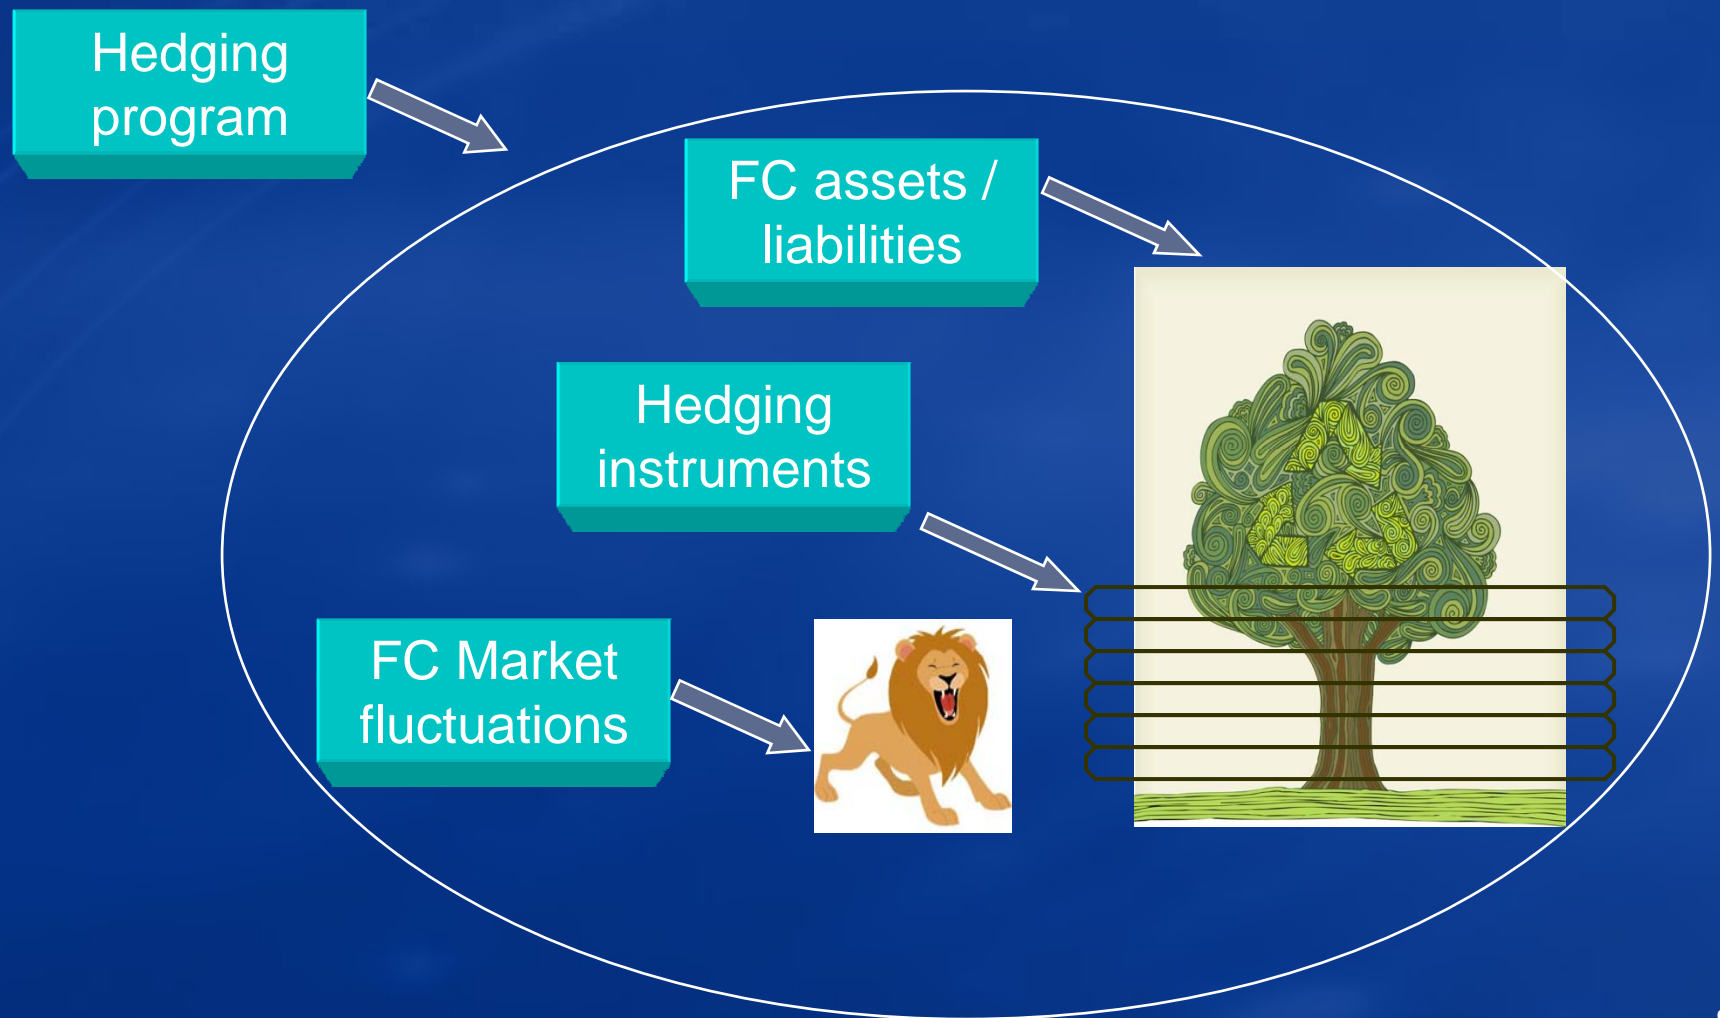 Hedging
program
FC assets /
liabilities
Hedging
instruments
FC Market
fluctuations